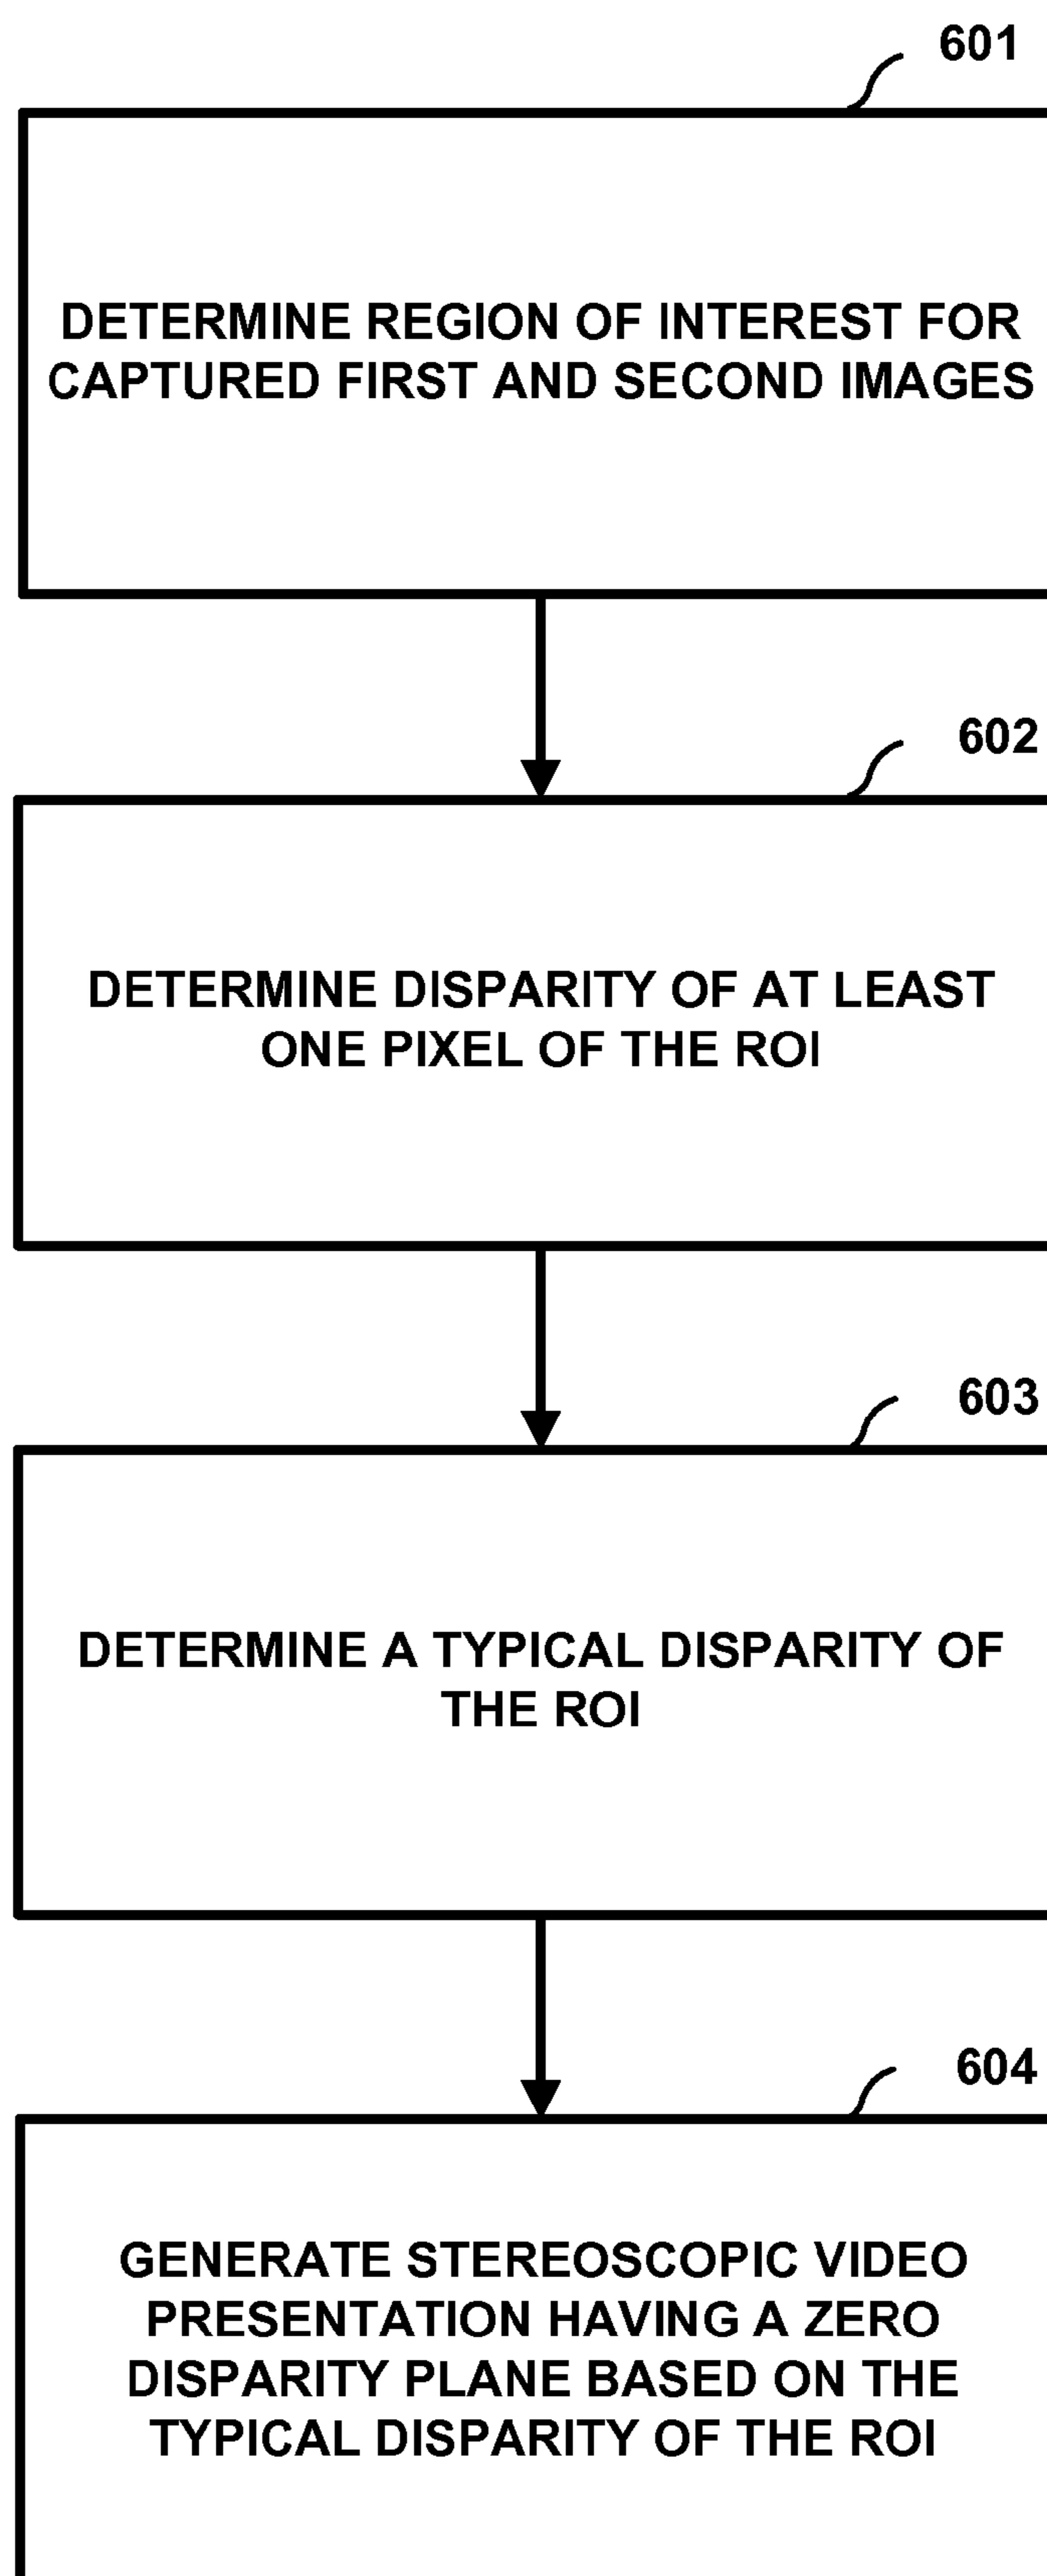 601
DETERMINE REGION OF INTEREST FOR
CAPTURED FIRST AND SECOND IMAGES
602
DETERMINE DISPARITY OF AT LEAST
ONE PIXEL OF THE ROI
603
DETERMINE A TYPICAL DISPARITY OF
THE ROI
604
GENERATE STEREOSCOPIC VIDEO
PRESENTATION HAVING A ZERO
DISPARITY PLANE BASED ON THE
TYPICAL DISPARITY OF THE ROI